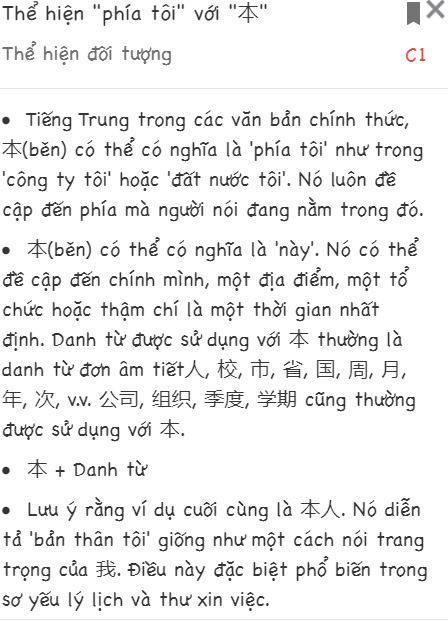 Thể hiện "phía tôi" với "本"
Thể hiện đối tượng
C1
• Tiếng Trung trong các văn bản chính thức,
本(běn) có thể có nghĩa là 'phía tôi' như trong
'công ty tôi' hoặc 'đất nước tôi'. Nó luôn đề
cập đến phía mà người nói đang nằm trong đó.
• 本(běn) có thể có nghĩa là 'này'. Nó có thể
đề cập đến chính mình, một địa điểm, một tổ
chức hoặc thậm chí là một thời gian nhất
định. Danh từ được sử dụng với 本 thường là
danh từ đơn âm tiết人, 校, 市, 省, 国, 周, 月,
年, 次, v.v. 公司, 组织, 季度, 学期 cũng thường
được sử dụng với 本.
• 本 + Danh từ
• Lưu ý rằng ví dụ cuối cùng là 本人. Nó diễn
tả 'bản thân tôi' giống như một cách nói trang
trọng của 我. Điều này đặc biệt phổ biến trong
sơ yếu lý lịch và thư xin việc.